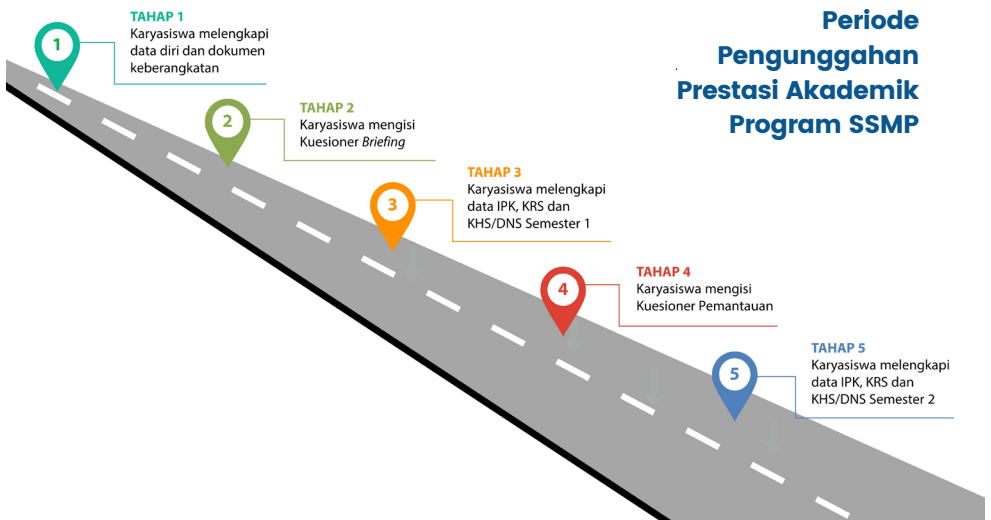 Periode
Pengunggahan
Prestasi Akademik
Program SSMP
1
TAHAP 1
Karyasiswa melengkapi
data diri dan dokumen
keberangkatan
2
TAHAP 2
Karyasiswa mengisi
Kuesioner Briefing
3
TAHAP 3
Karyasiswa melengkapi
data IPK, KRS dan
KHS/DNS Semester 1
4
TAHAP 4
Karyasiswa mengisi
Kuesioner Pemantauan
5
TAHAP 5
Karyasiswa melengkapi
data IPK, KRS dan
KHS/DNS Semester 2